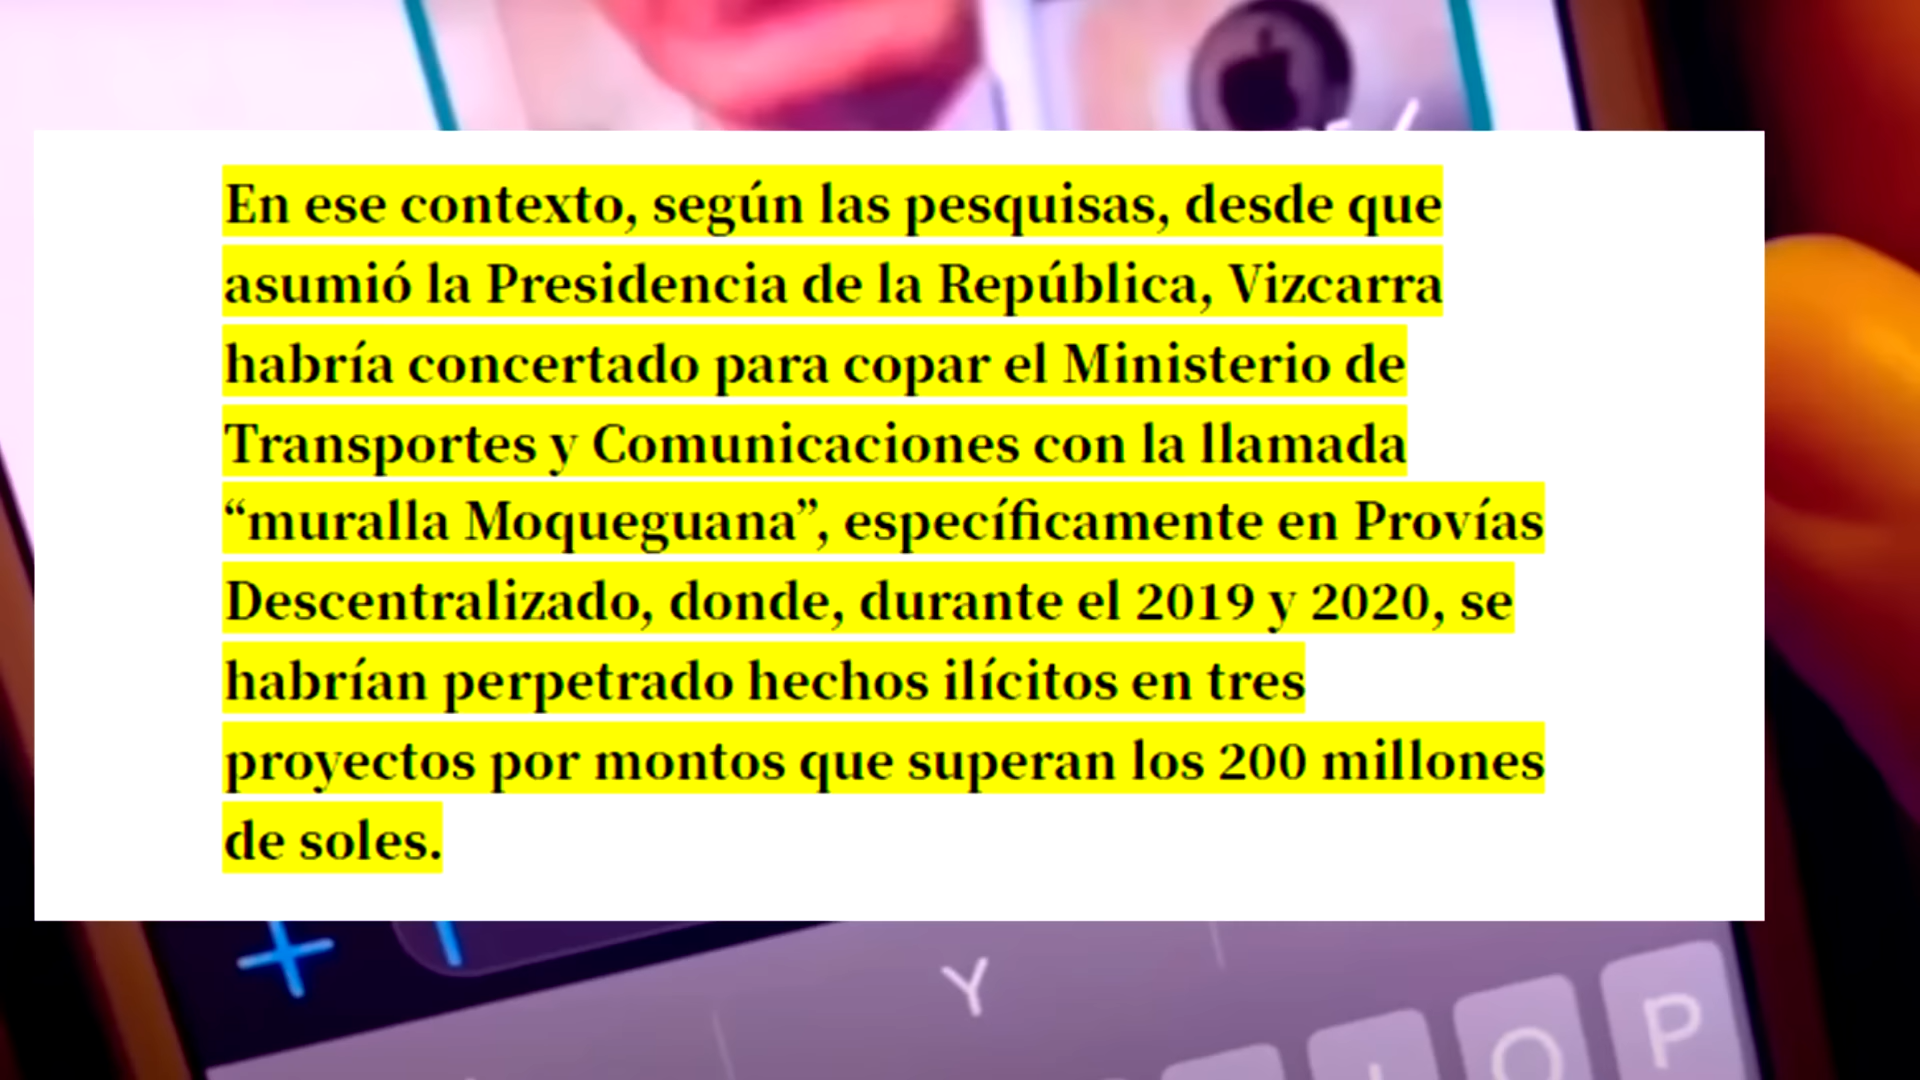 En ese contexto, según las pesquisas, desde que
asumió la Presidencia de la República, Vizcarra
habría concertado para copar el Ministerio de
Transportes y Comunicaciones con la llamada
“muralla Moqueguana”, específicamente en Provías
Descentralizado, donde, durante el 2019 y 2020, se
habrían perpetrado hechos ilícitos en tres
proyectos por montos que superan los 200 millones
de soles.
Y
O P